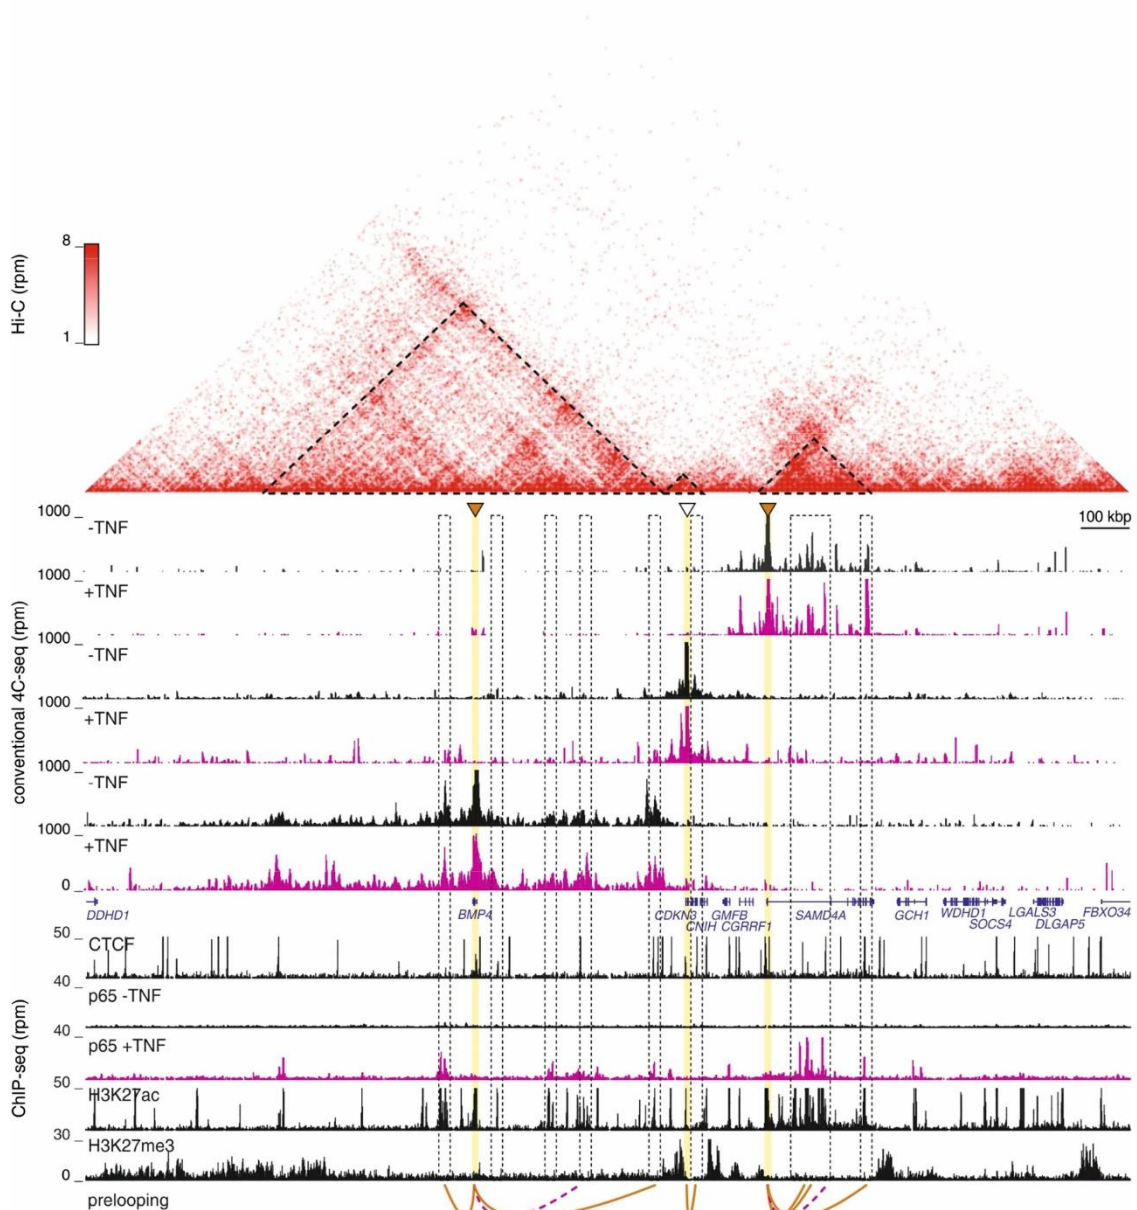 Hi-C (rpm)
8
1
100 kbp
conventional 4C-seq (rpm)
1000
-TNF
1000
+TNF
1000
-TNF
1000
+TNF
1000
-TNF
1000
+TNF
0
DDHD1 BMP4 CDKN3 GMFB SAMD4A GCH1 WDHD1 LGALS3 FBXO34
CNIH CGRRF1 SOCS4 DLGAP5
ChIP-seq (rpm)
50
CTCF
40
p65 -TNF
40
p65 +TNF
50
H3K27ac
30
H3K27me3
0
prelooping